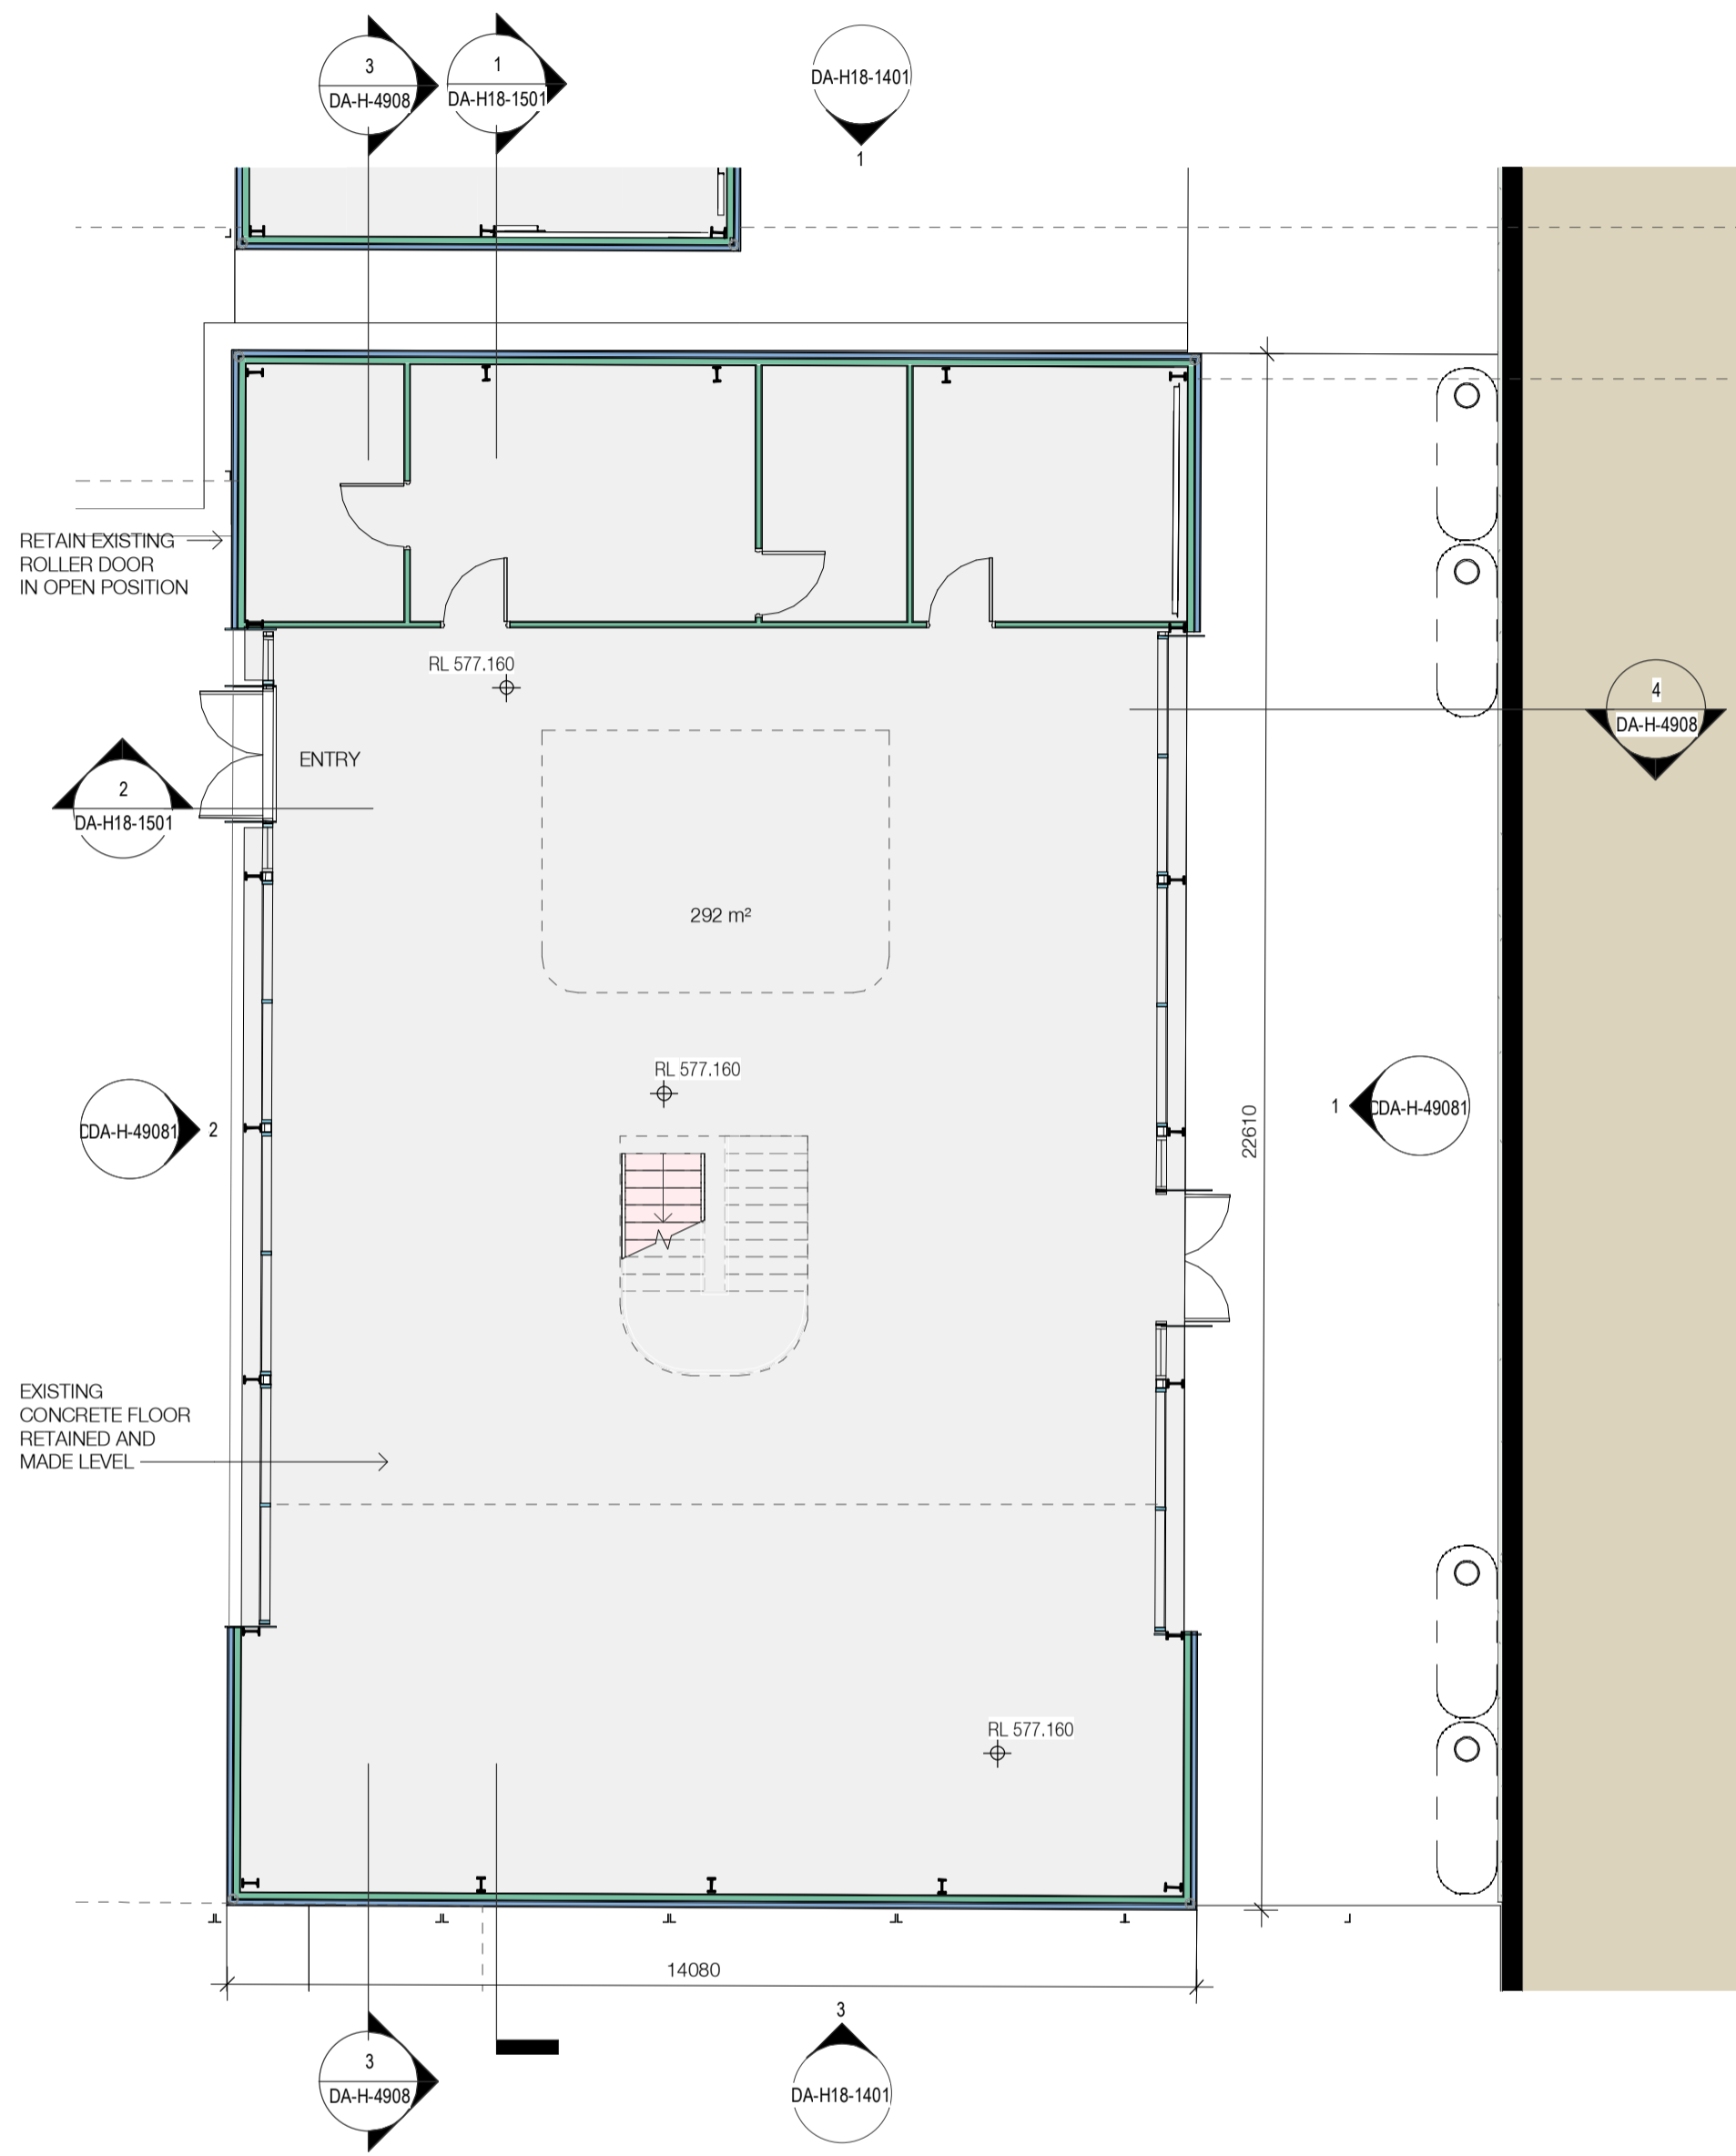 3
DA-H-4908
1
DA-H18-1501
DA-H18-1401
1
RETAIN EXISTING
ROLLER DOOR
IN OPEN POSITION
RL 577.160
ENTRY
4
DA-H-4908
2
DA-H18-1501
292 m²
RL 577.160
CDA-H-49081
2
1
CDA-H-49081
22610
EXISTING
CONCRETE FLOOR
RETAINED AND
MADE LEVEL
RL 577.160
14080
3
DA-H-4908
3
DA-H18-1401